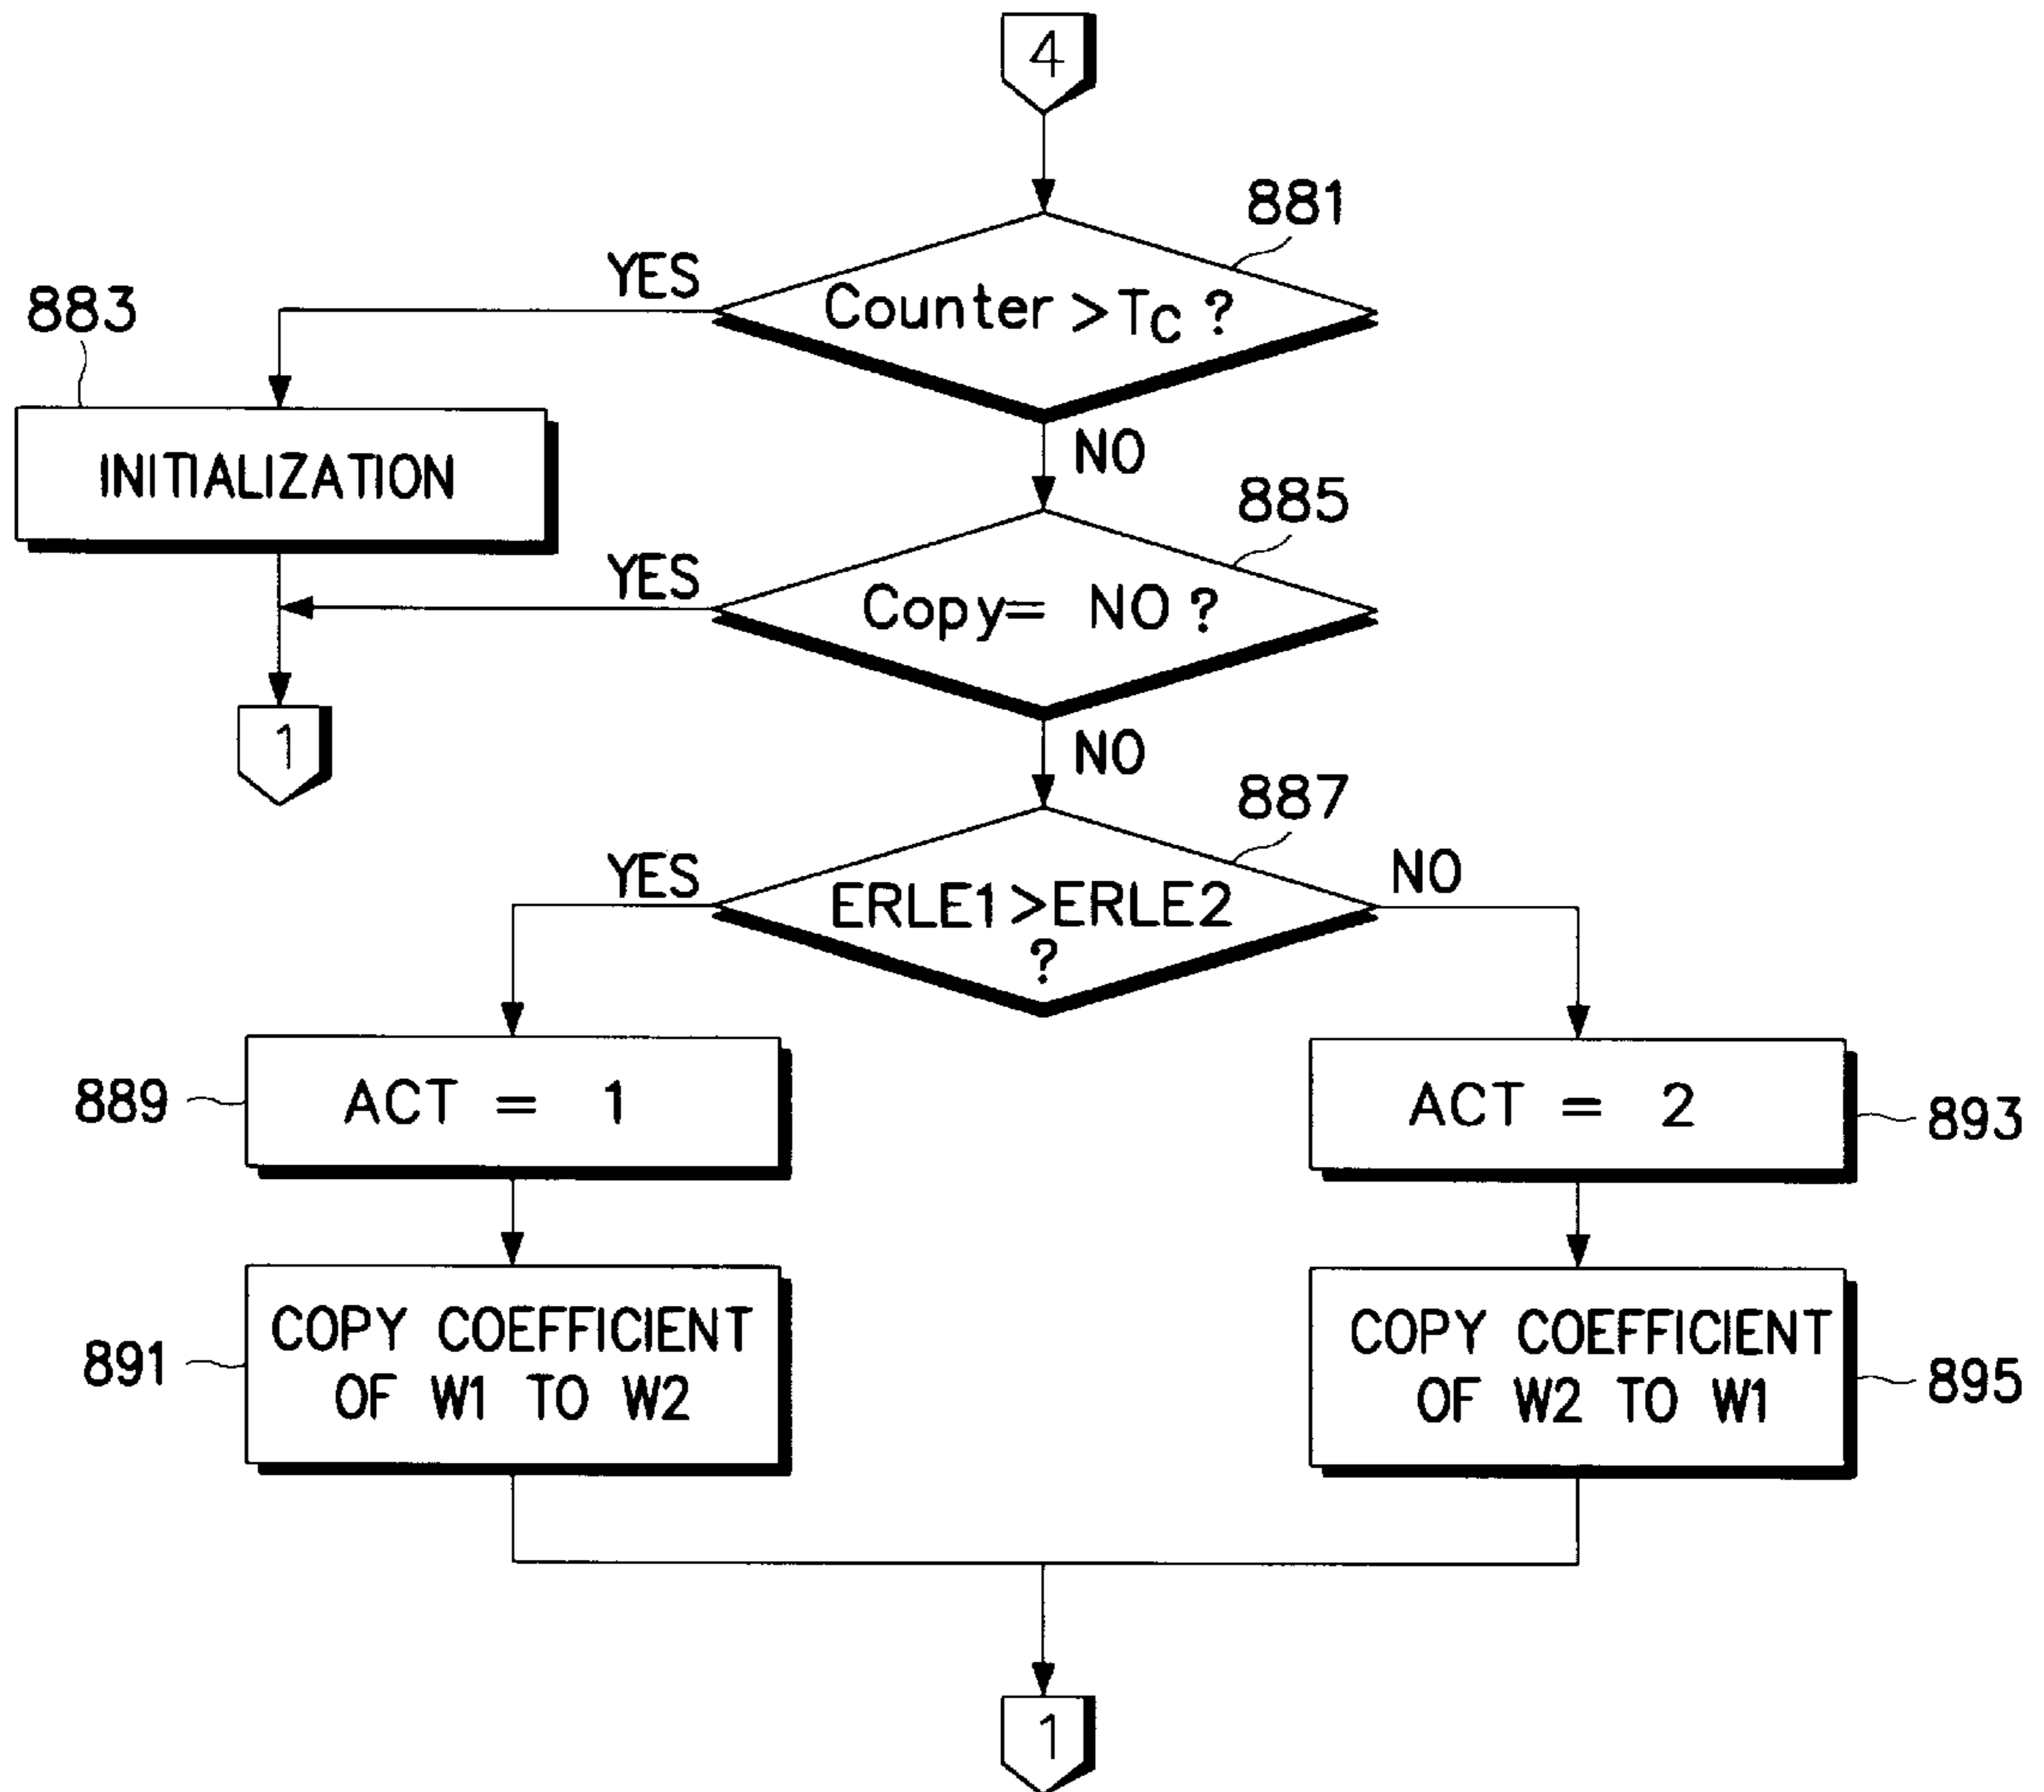 4
881
YES
Counter > Tc ?
883
NO
INITIALIZATION
885
YES
Copy= NO ?
1
NO
887
YES
NO
ERLE1 > ERLE2
?
889
ACT = 1
ACT = 2
893
COPY COEFFICIENT
OF W1 TO W2
891
COPY COEFFICIENT
OF W2 TO W1
895
1